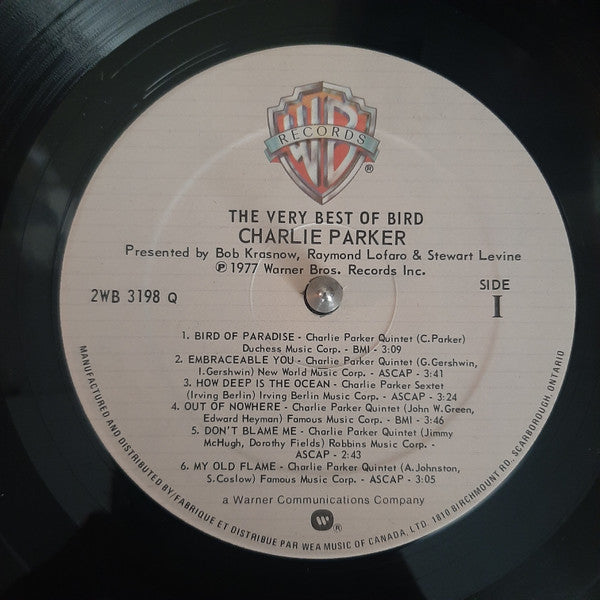 WB
RECORDS
®
THE VERY BEST OF BIRD
CHARLIE PARKER
Presented by Bob Krasnow, Raymond Lofaro & Stewart Levine
℗ 1977 Warner Bros. Records Inc.
2WB 3198 Q
SIDE
I
1. BIRD OF PARADISE - Charlie Parker Quintet (C. Parker)
Duchess Music Corp. - BMI - 3:09
2. EMBRACEABLE YOU - Charlie Parker Quintet (G. Gershwin,
I. Gershwin) New World Music Corp. - ASCAP - 3:41
3. HOW DEEP IS THE OCEAN - Charlie Parker Sextet
(Irving Berlin) Irving Berlin Music Corp. - ASCAP - 3:24
4. OUT OF NOWHERE - Charlie Parker Quintet (John W. Green,
Edward Heyman) Famous Music Corp. - BMI - 3:46
5. DON'T BLAME ME - Charlie Parker Quintet (Jimmy
McHugh, Dorothy Fields) Robbins Music Corp. -
ASCAP - 2:43
6. MY OLD FLAME - Charlie Parker Quintet (A. Johnston,
S. Coslow) Famous Music Corp. - ASCAP - 3:05
a Warner Communications Company
®
MANUFACTURED AND DISTRIBUTED BY/FABRIQUE ET DISTRIBUE PAR WEA MUSIC OF CANADA, LTD. 1810 BIRCHMOUNT RD. SCARBOROUGH, ONTARIO